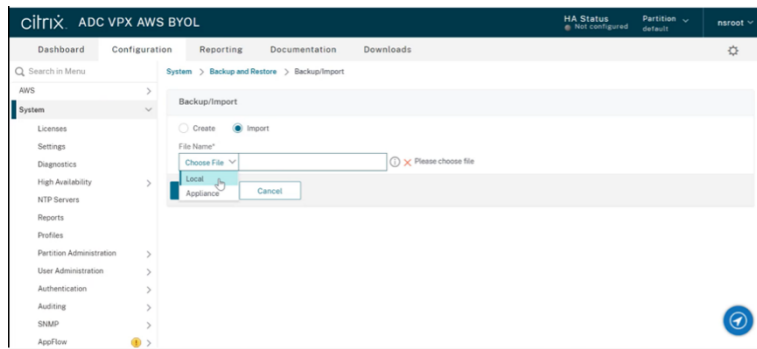 citrix. ADC VPX AWS BYOL
HA Status
Not configured
Partition
default
nsroot
Dashboard Configuration Reporting Documentation Downloads
Search in Menu
System > Backup and Restore > Backup/Import
AWS
System
Licenses
Settings
Diagnostics
High Availability
NTP Servers
Reports
Profiles
Partition Administration
User Administration
Authentication
Auditing
SNMP
AppFlow
Backup/Import
Create Import
File Name*
Choose File
Please choose file
Local
Appliance
Cancel